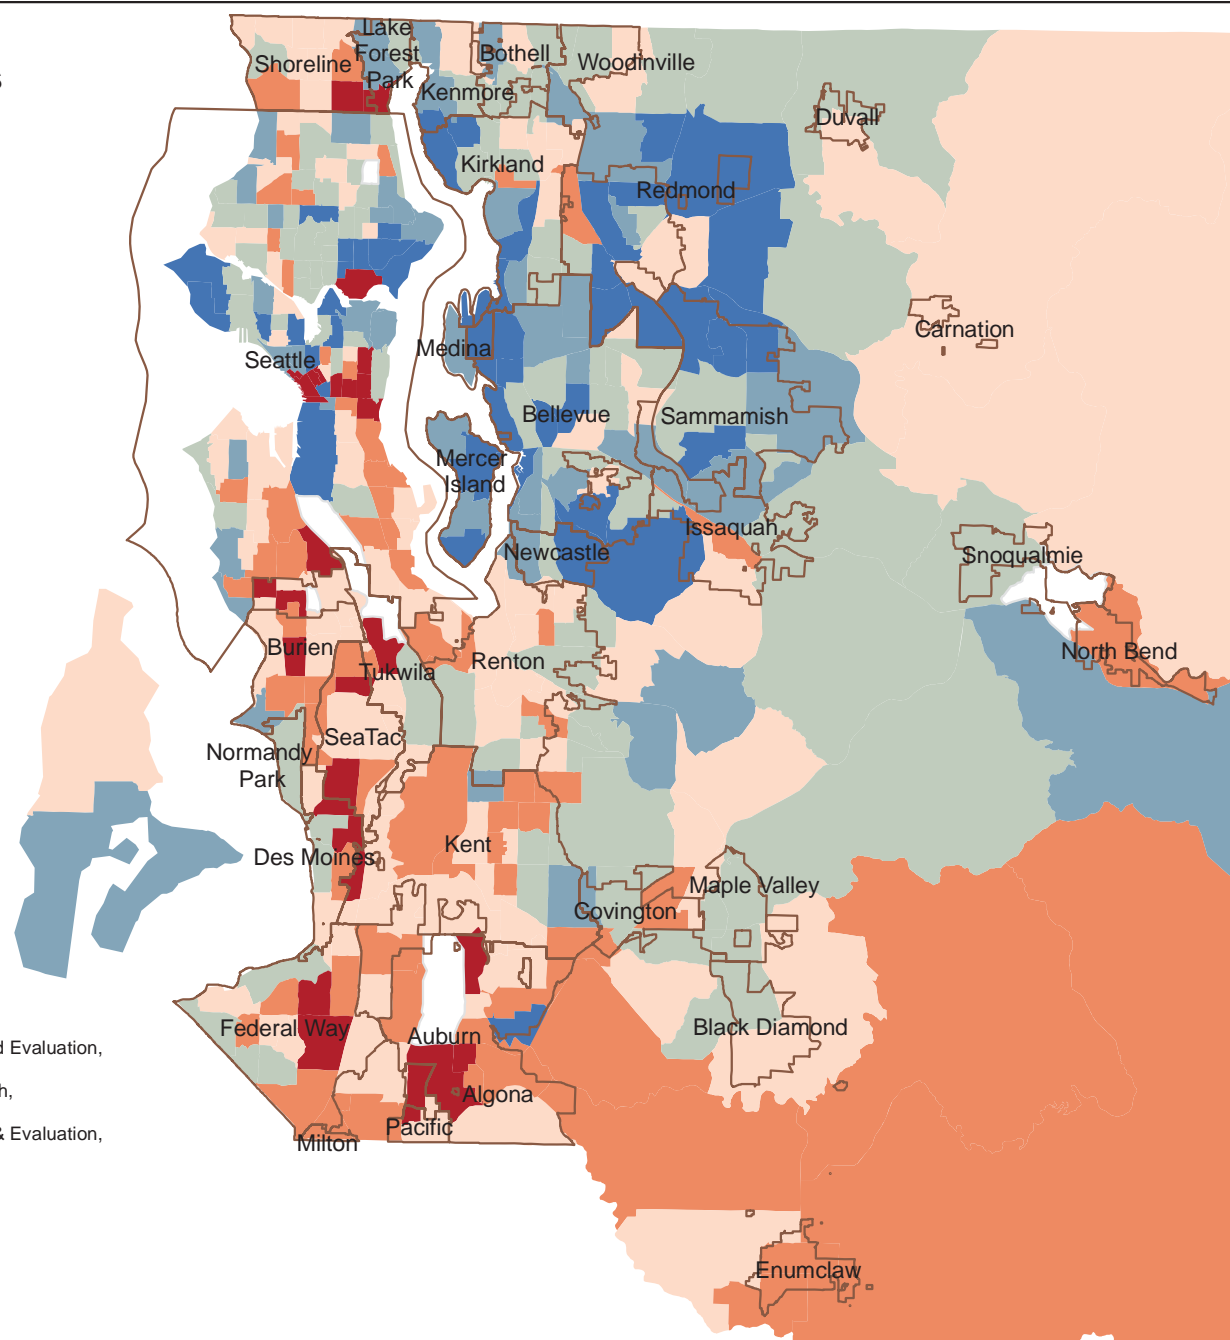 Lake
Forest
Park
Shoreline
Bothell
Woodinville
Kenmore
Duvall
Kirkland
Redmond
Carnation
Medina
Seattle
Bellevue
Sammamish
Mercer
Island
Issaquah
Newcastle
Snoqualmie
Burien
Tukwila
Renton
North Bend
Normandy
Park
SeaTac
Kent
Des Moines
Maple Valley
Covington
Federal Way
Auburn
Black Diamond
d Evaluation,
h,
Algona
Pacific
& Evaluation,
Milton
Enumclaw